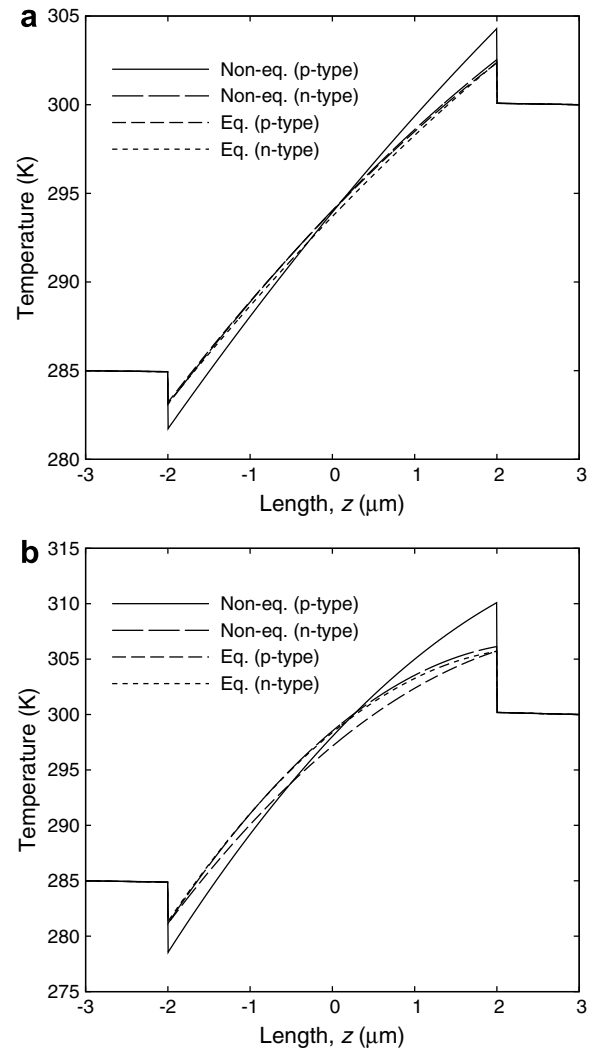 a
305
300
295
290
285
280
Temperature (K)
Non-eq. (p-type)
Non-eq. (n-type)
Eq. (p-type)
Eq. (n-type)
-3 -2 -1 0 1 2 3
Length, z (μm)
b
315
310
305
300
295
290
285
280
275
Temperature (K)
Non-eq. (p-type)
Non-eq. (n-type)
Eq. (p-type)
Eq. (n-type)
-3 -2 -1 0 1 2 3
Length, z (μm)